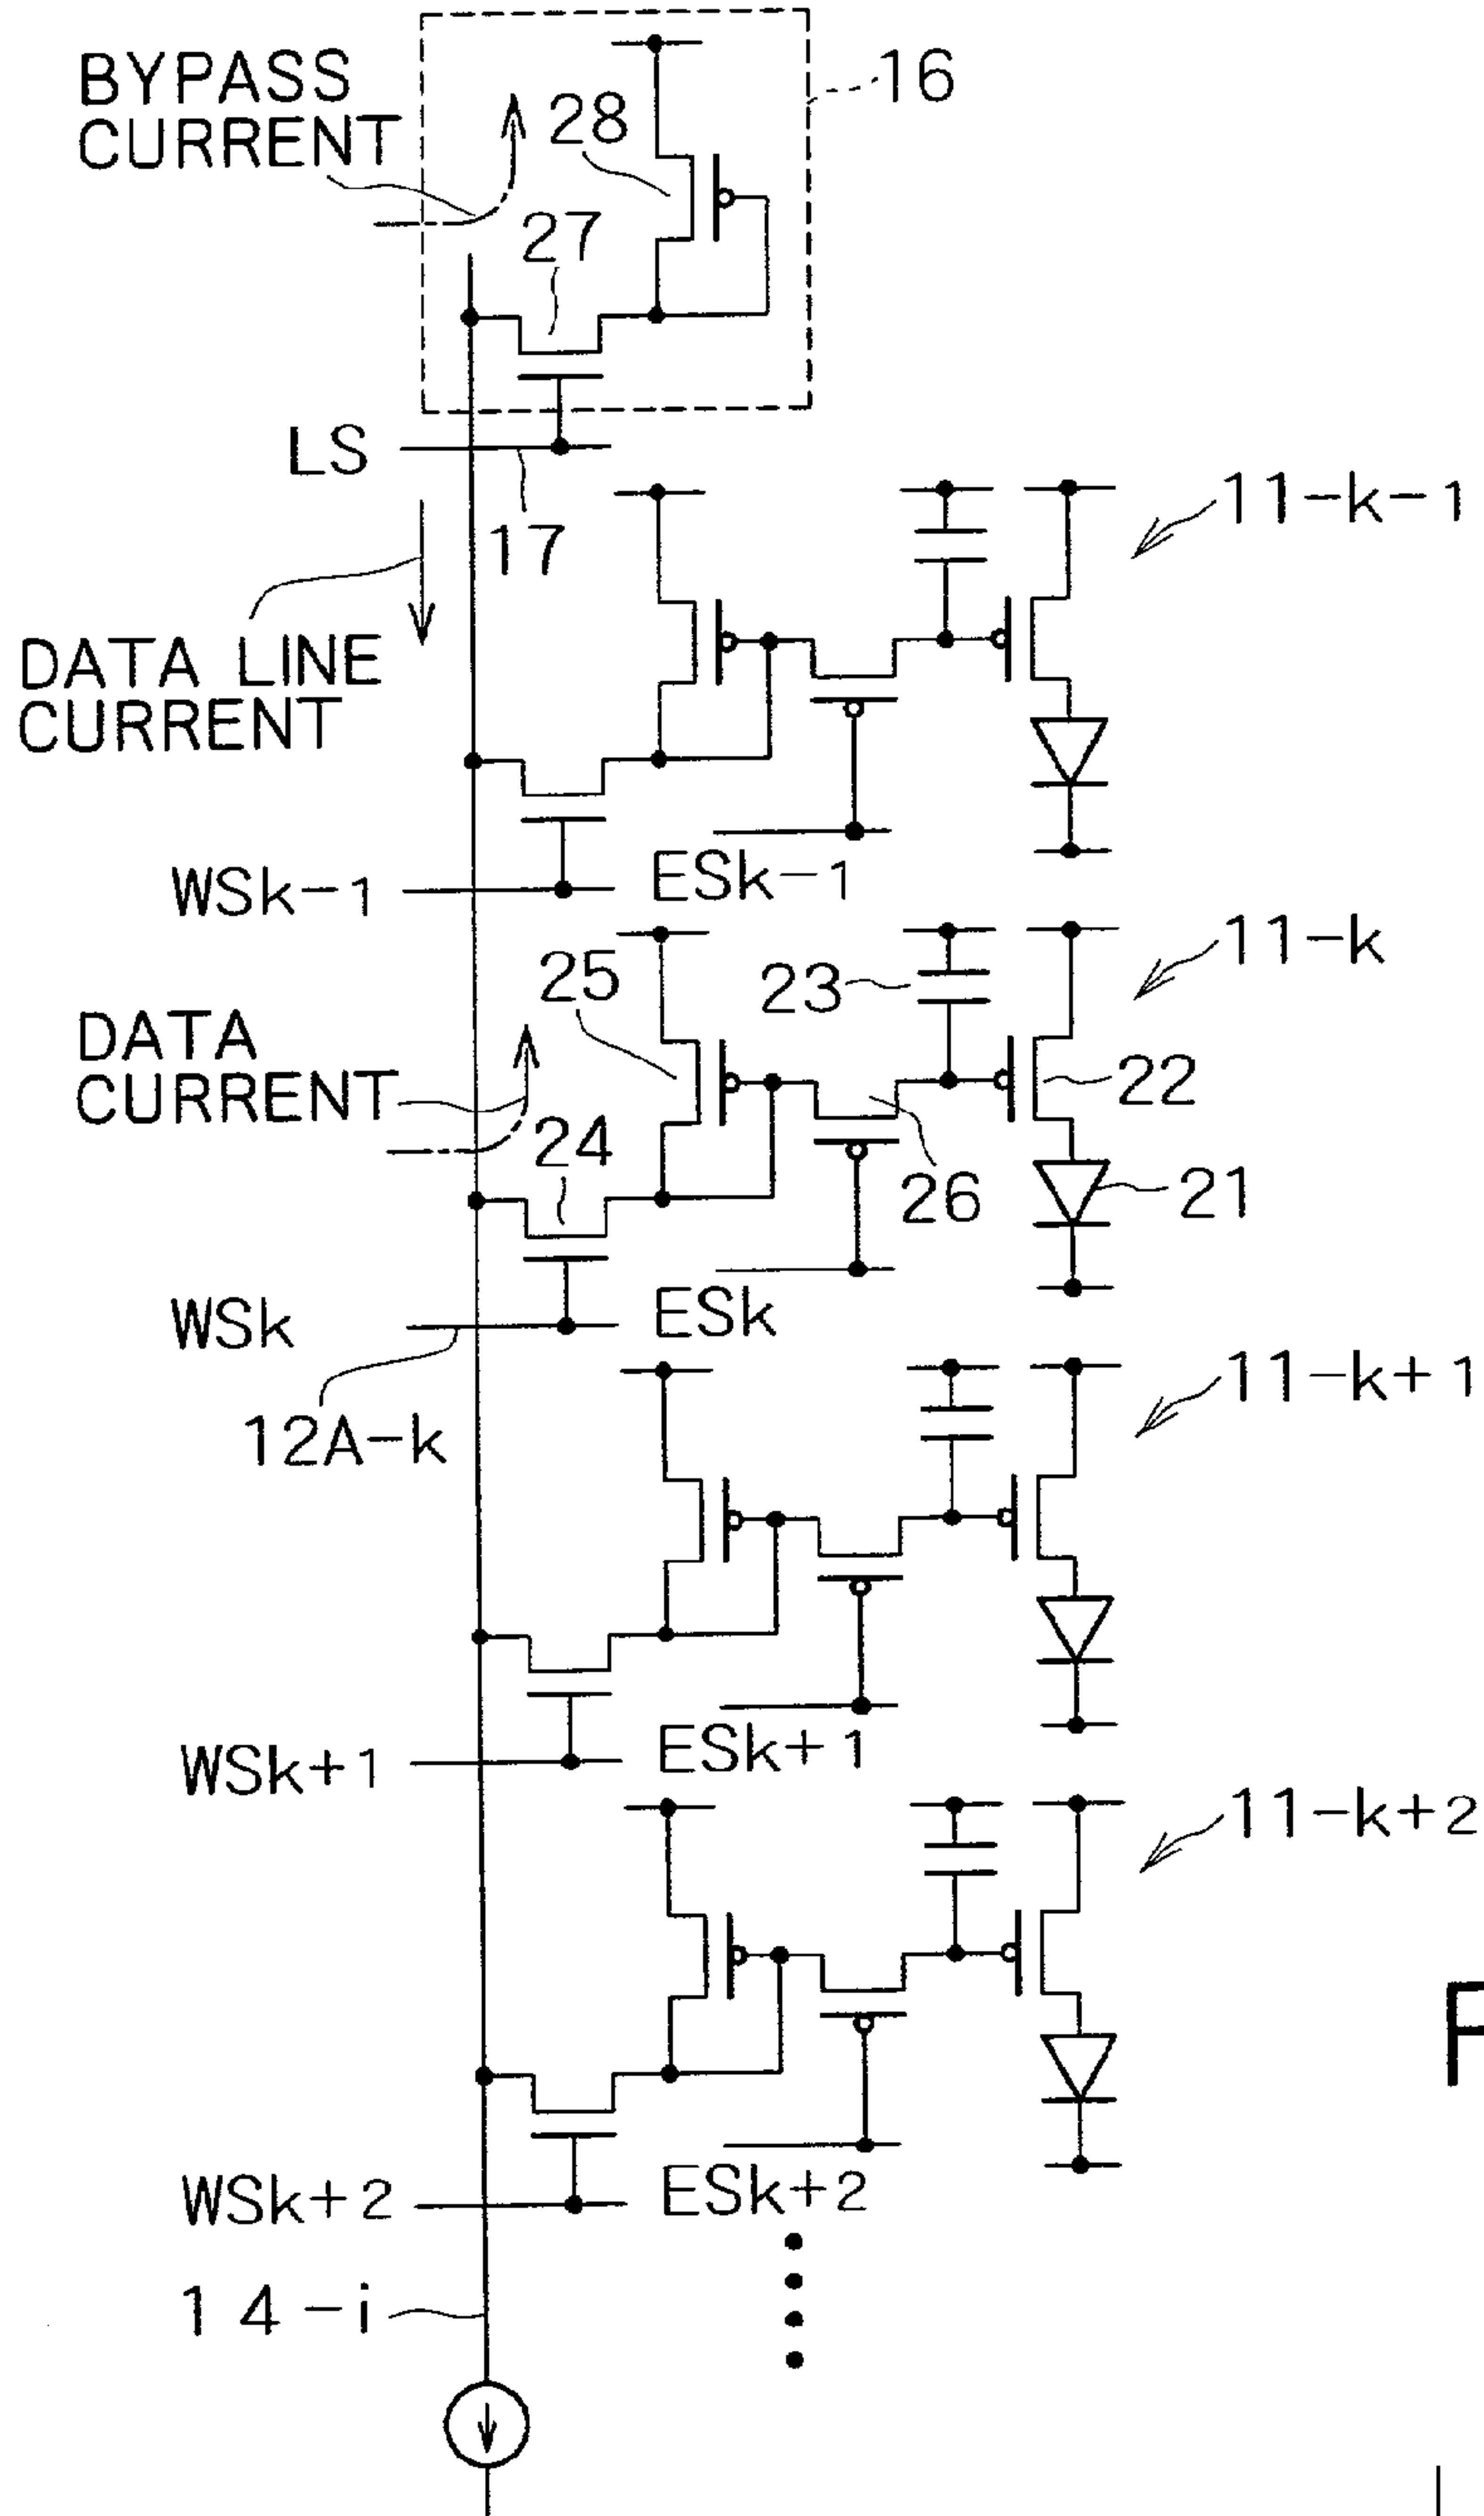 BYPASS
CURRENT
28
16
27
LS
17
11-k-1
DATA LINE
CURRENT
WSk-1
ESk-1
11-k
25
23
DATA
CURRENT
22
24
26
21
WSk
ESk
12A-k
11-k+1
WSk+1
ESk+1
11-k+2
F
WSk+2
ESk+2
14-i